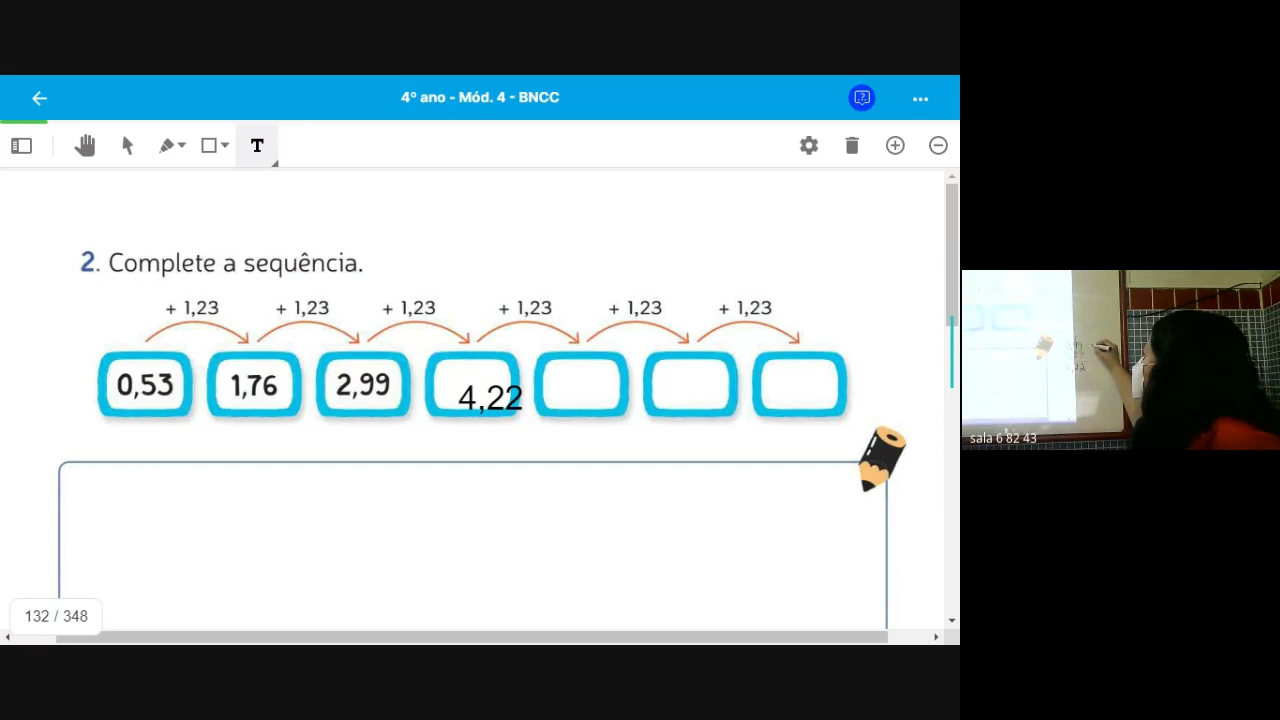 4º ano - Mód. 4 - BNCC
T
2. Complete a sequência.
+ 1,23 + 1,23 + 1,23 + 1,23 + 1,23 + 1,23
0,53 1,76 2,99 4,22
132 / 348
sala 6 82 43